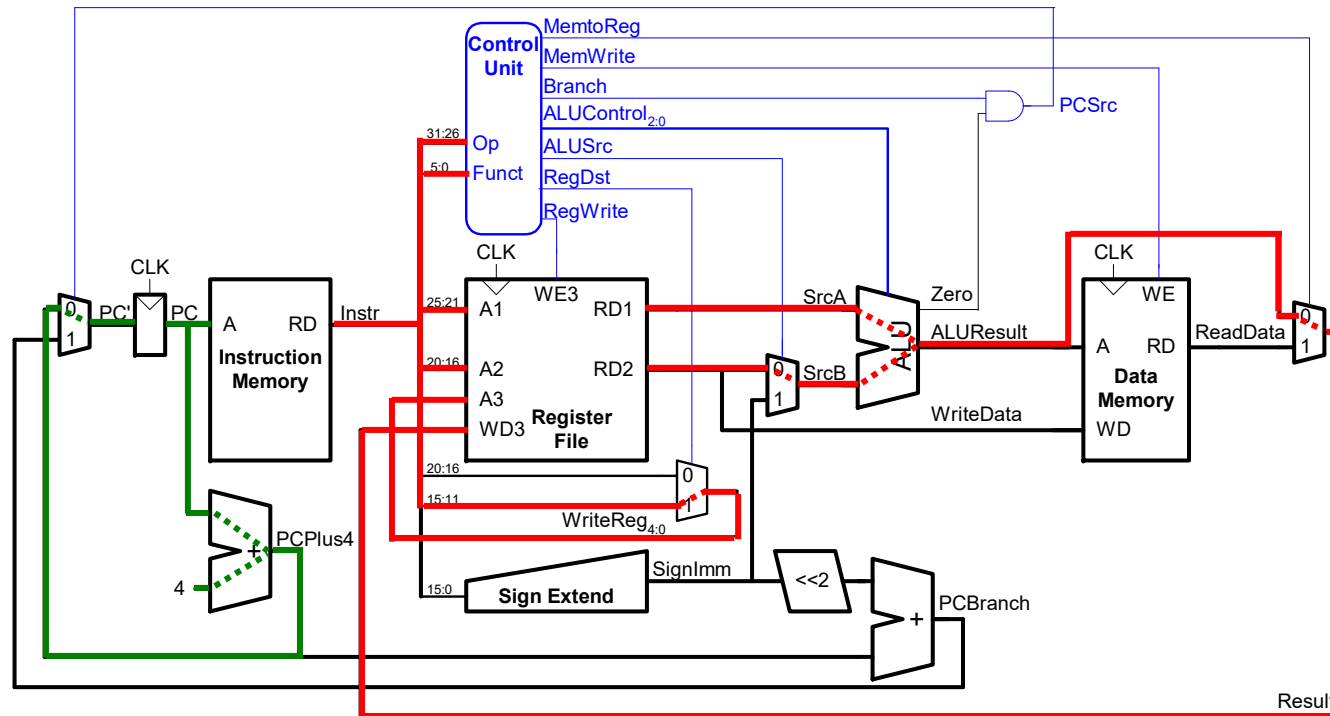 MemtoReg
Control
Unit
MemWrite
Branch
PCSrc
ALUControl2:0
31:26
Op
ALUSrc
5:0
Funct
RegDst
RegWrite
CLK
CLK
CLK
0
1
PC'
PC
A
RD
Instruction
Memory
Instr
25:21
A1
WE3
RD1
SrcA
ALU
Zero
ALUResult
WE
A
RD
ReadData
0
1
20:16
A2
RD2
0
1
SrcB
Data
Memory
A3
WD3
Register
File
WriteData
WD
20:16
0
15:11
1
WriteReg4:0
PCPlus4
+
4
SignImm
15:0
Sign Extend
<<2
+
PCBranch
Result